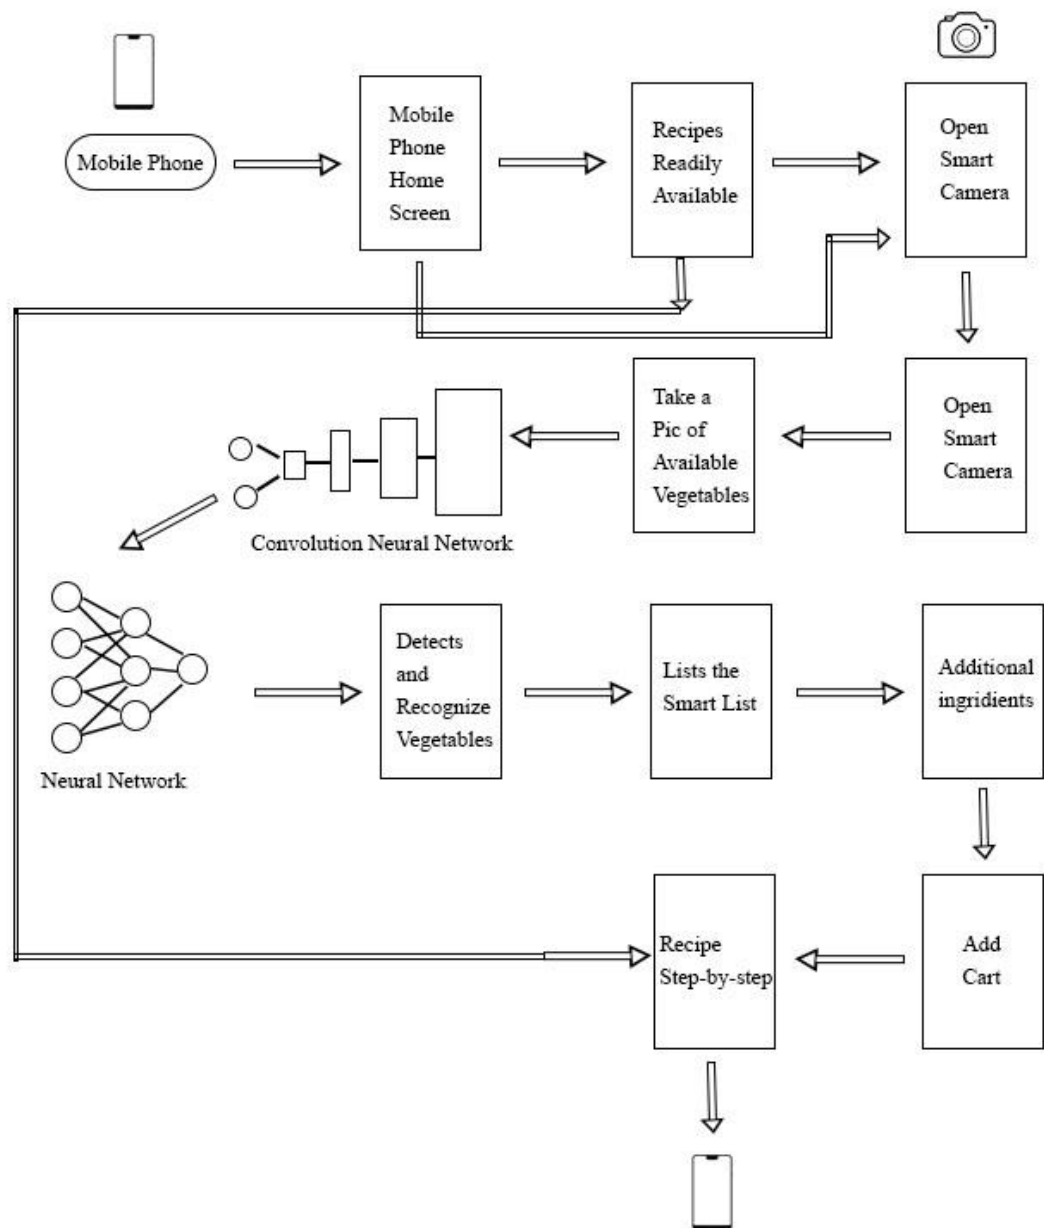 Mobile Phone
Mobile
Phone
Home
Screen
Recipes
Readily
Available
Open
Smart
Camera
Open
Smart
Camera
Take a
Pic of
Available
Vegetables
Convolution Neural Network
Neural Network
Detects
and
Recognize
Vegetables
Lists the
Smart List
Additional
ingridients
Add
Cart
Recipe
Step-by-step